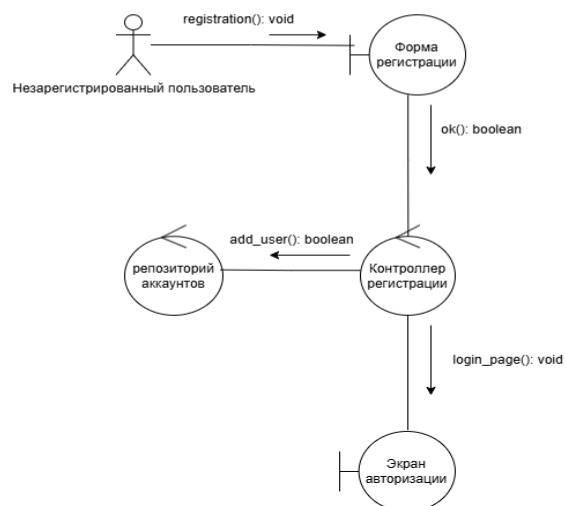 registration(): void
Форма
регистрации
Незарегистрированный пользователь
ok(): boolean
add_user(): boolean
репозиторий
аккаунтов
Контроллер
регистрации
login_page(): void
Экран
авторизации